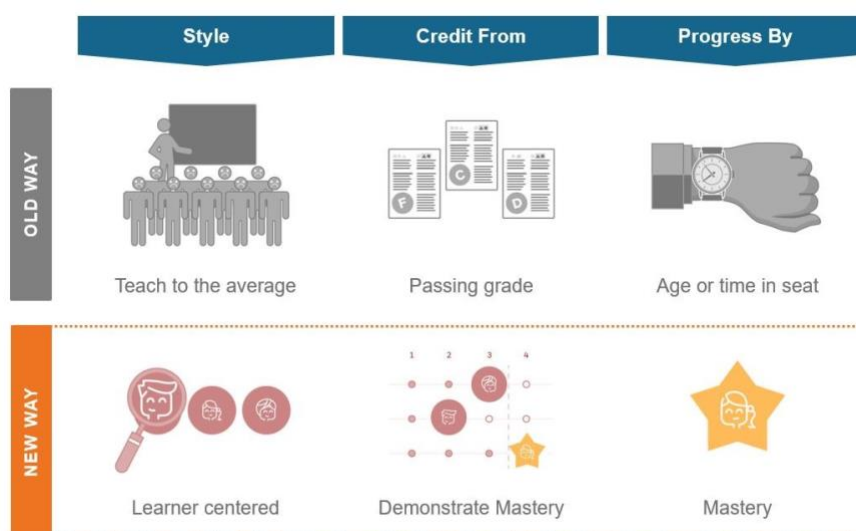 Style
Credit From
Progress By
OLD WAY
F
C
D
Teach to the average
Passing grade
Age or time in seat
NEW WAY
1 2 3 4
Learner centered
Demonstrate Mastery
Mastery